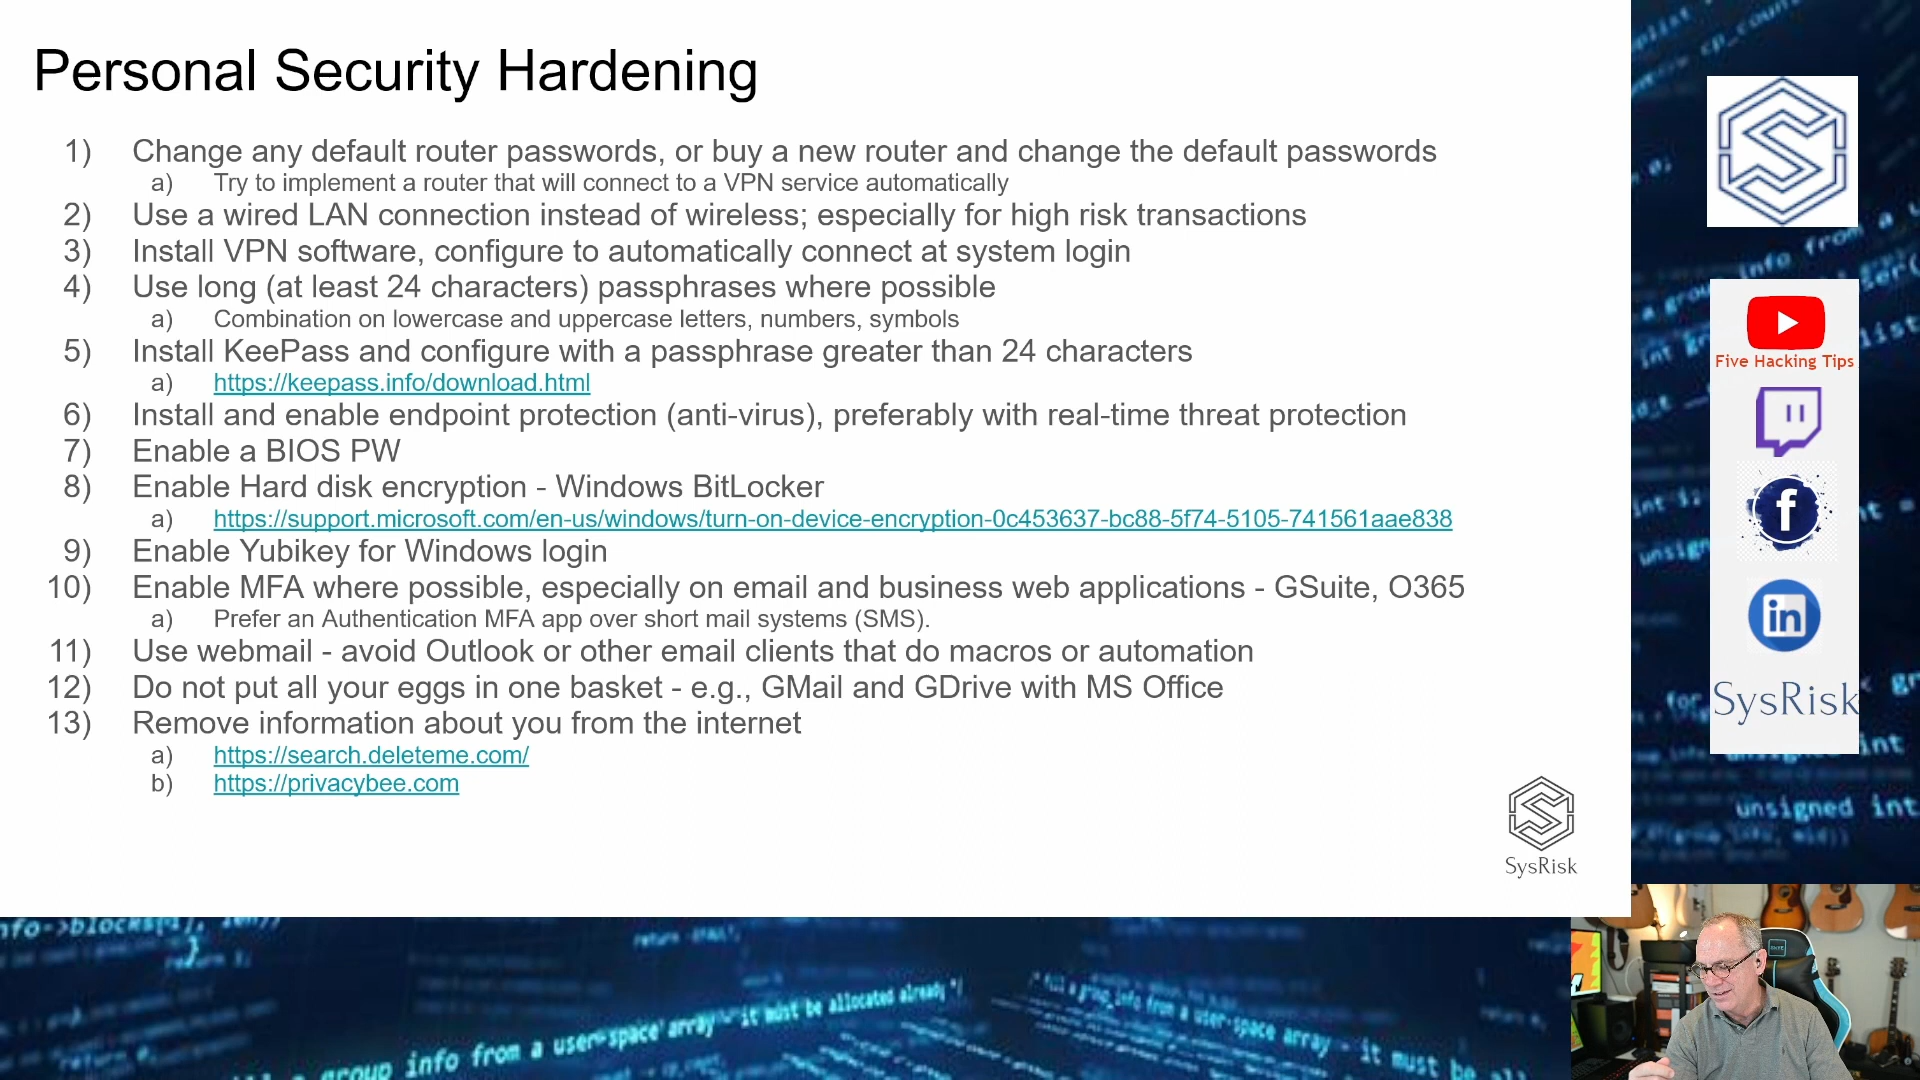 Personal Security Hardening
1) Change any default router passwords, or buy a new router and change the default passwords
a) Try to implement a router that will connect to a VPN service automatically
2) Use a wired LAN connection instead of wireless; especially for high risk transactions
3) Install VPN software, configure to automatically connect at system login
4) Use long (at least 24 characters) passphrases where possible
a) Combination on lowercase and uppercase letters, numbers, symbols
5) Install KeePass and configure with a passphrase greater than 24 characters
a) https://keepass.info/download.html
6) Install and enable endpoint protection (anti-virus), preferably with real-time threat protection
7) Enable a BIOS PW
8) Enable Hard disk encryption - Windows BitLocker
a) https://support.microsoft.com/en-us/windows/turn-on-device-encryption-0c453637-bc88-5f74-5105-741561aae838
9) Enable Yubikey for Windows login
10) Enable MFA where possible, especially on email and business web applications - GSuite, O365
a) Prefer an Authentication MFA app over short mail systems (SMS).
11) Use webmail - avoid Outlook or other email clients that do macros or automation
12) Do not put all your eggs in one basket - e.g., GMail and GDrive with MS Office
13) Remove information about you from the internet
a) https://search.deleteme.com/
b) https://privacybee.com
SysRisk
Five Hacking Tips
f
in
SysRisk
unsigned int
group info from a user-space array - it must be allocated already */
group_info from a user-space array - it must be